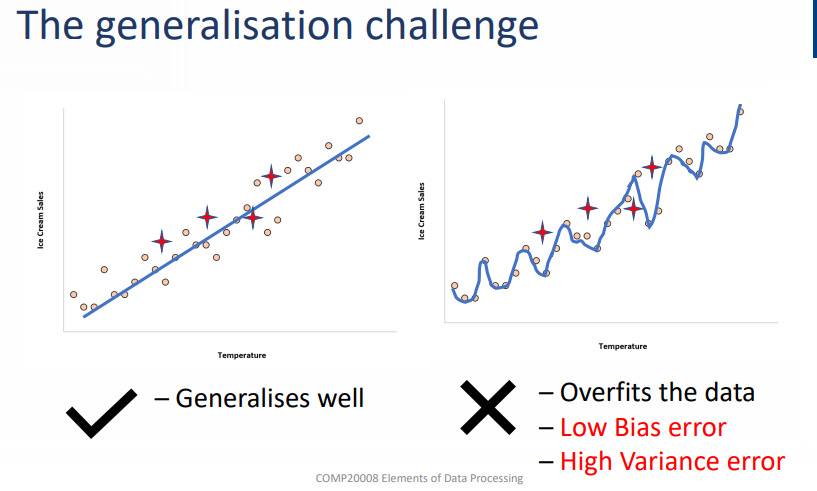 The generalisation challenge
Ice Cream Sales
Temperature
Ice Cream Sales
Temperature
– Generalises well
– Overfits the data
– Low Bias error
– High Variance error
COMP20008 Elements of Data Processing